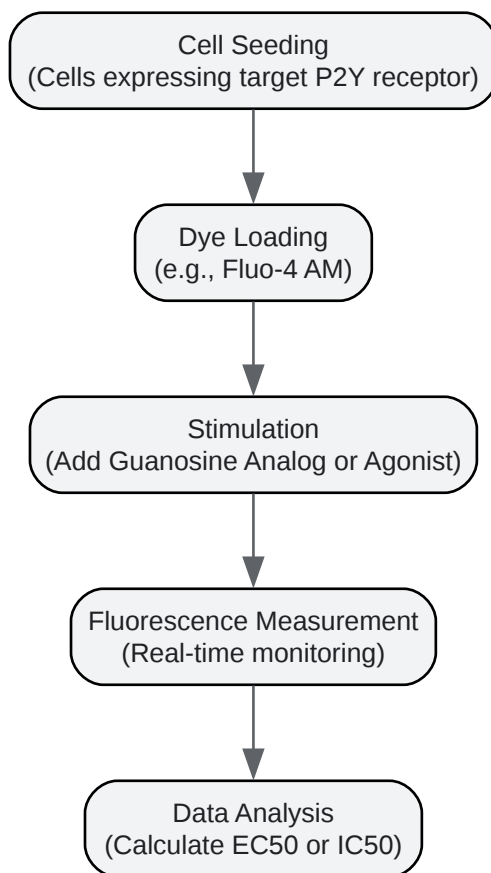 Cell Seeding
(Cells expressing target P2Y receptor)
Dye Loading
(e.g., Fluo-4 AM)
Stimulation
(Add Guanosine Analog or Agonist)
Fluorescence Measurement
(Real-time monitoring)
Data Analysis
(Calculate EC50 or IC50)